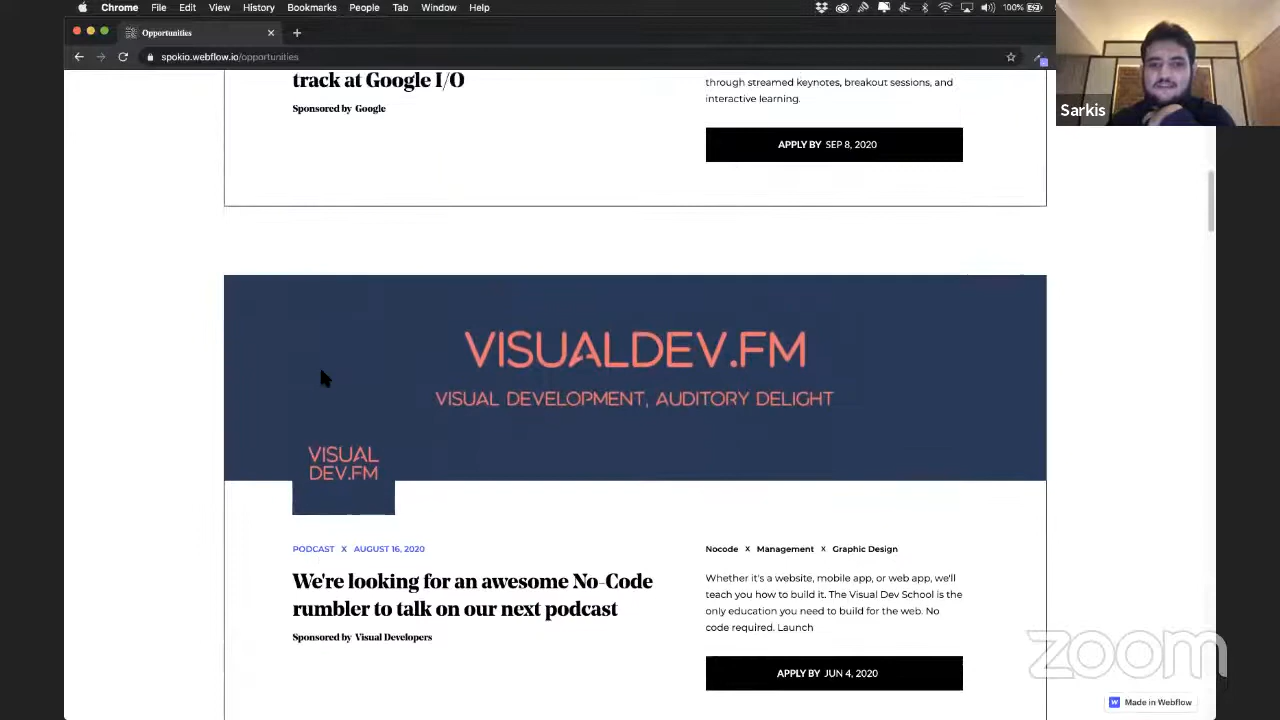 Chrome File Edit View History Bookmarks People Tab Window Help
100%
Opportunities
spokio.webflow.io/opportunities
Sarkis
track at Google I/O
Sponsored by Google
through streamed keynotes, breakout sessions, and
interactive learning.
APPLY BY SEP 8, 2020
VISUALDEV.FM
VISUAL DEVELOPMENT, AUDITORY DELIGHT
VISUAL
DEV.FM
PODCAST X AUGUST 16, 2020
We're looking for an awesome No-Code
rumbler to talk on our next podcast
Sponsored by Visual Developers
Nocode x Management x Graphic Design
Whether it's a website, mobile app, or web app, we'll
teach you how to build it. The Visual Dev School is the
only education you need to build for the web. No
code required. Launch
APPLY BY JUN 4, 2020
zoom
Made in Webflow